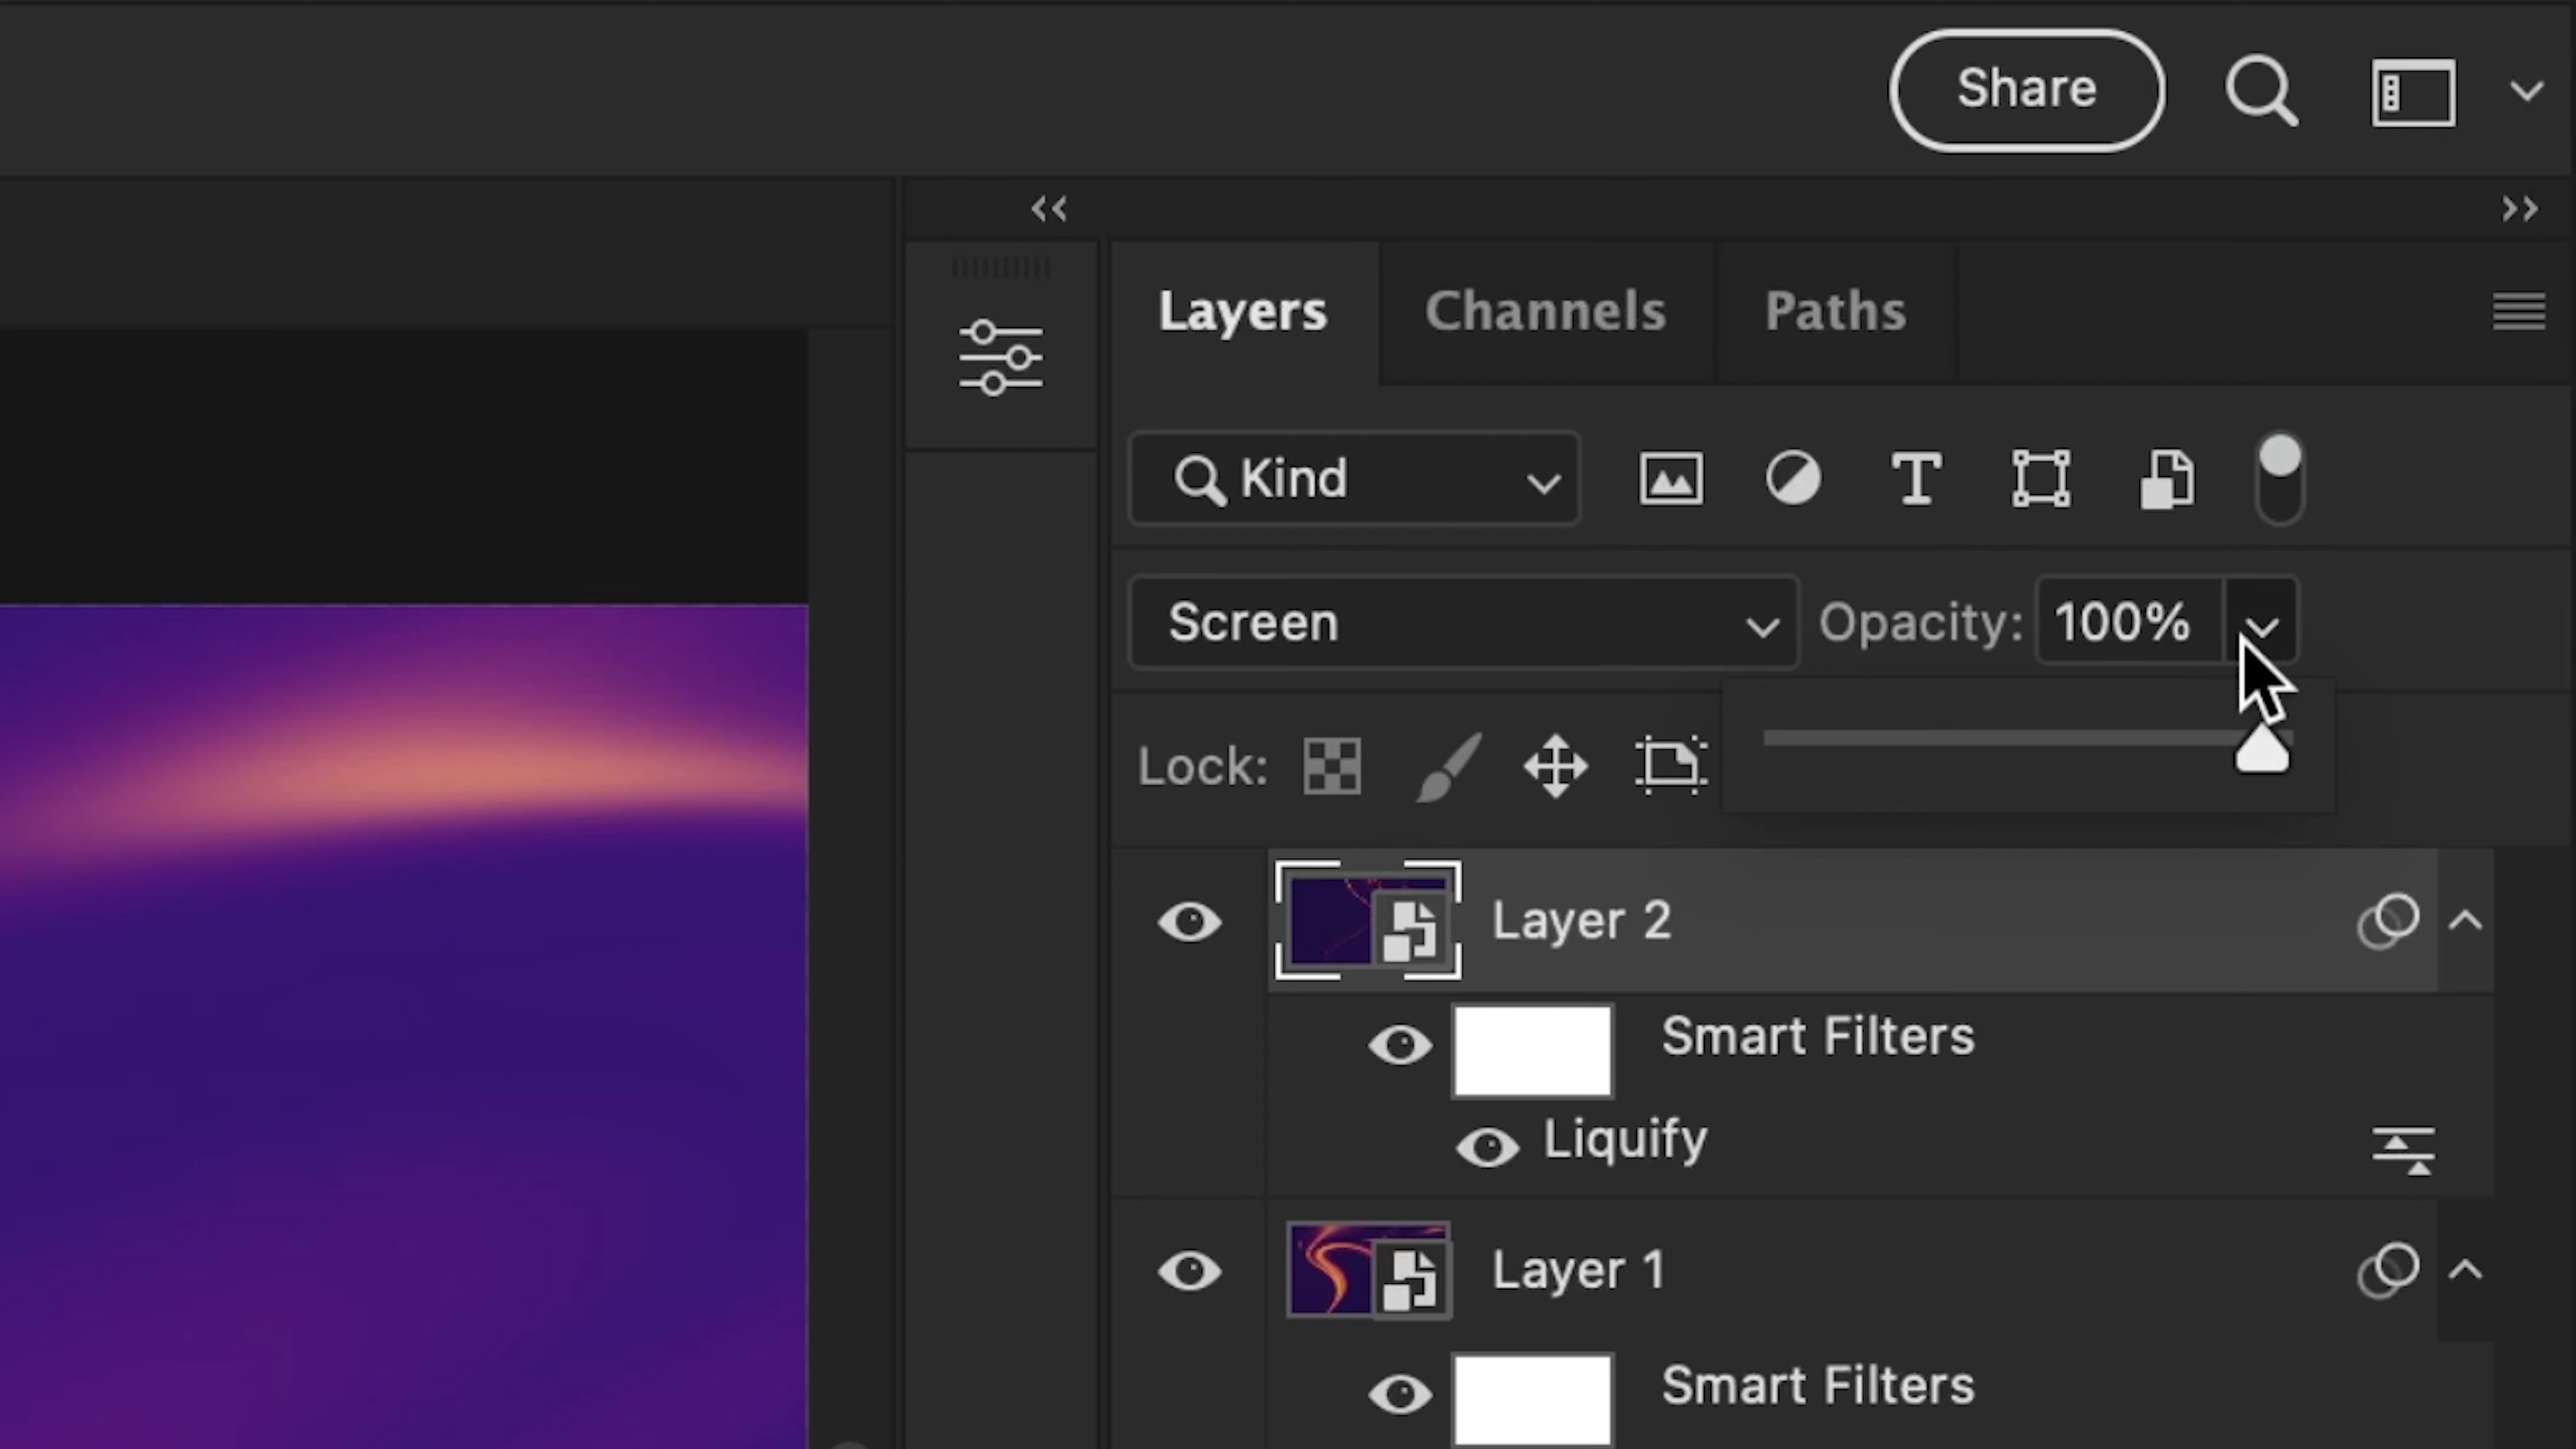 Share
Layers Channels Paths
Kind T
Screen Opacity: 100%
Lock:
Layer 2
Smart Filters
Liquify
Layer 1
Smart Filters